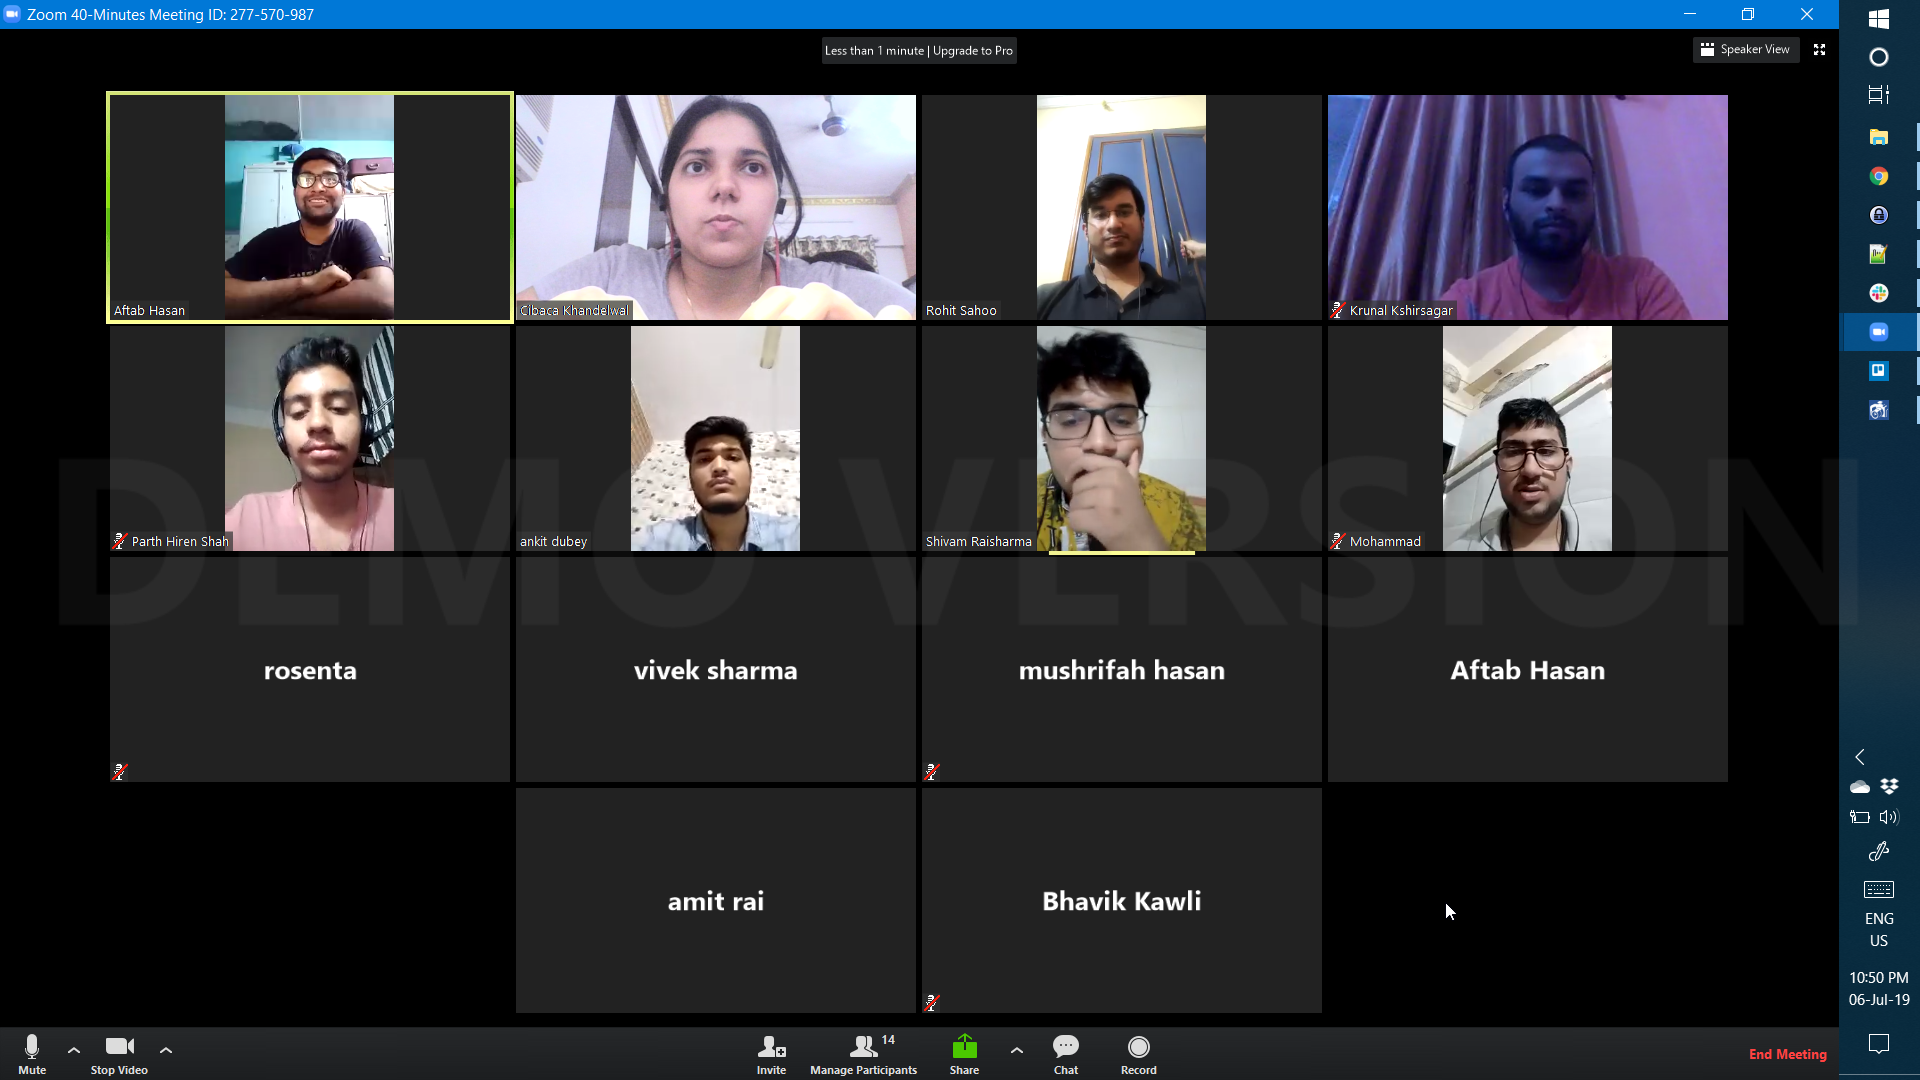 Zoom 40-Minutes Meeting ID: 277-570-987
Less than 1 minute | Upgrade to Pro
Speaker View
Aftab Hasan
Cibaca Khandelwal
Rohit Sahoo
Krunal Kshirsagar
Parth Hiren Shah
ankit dubey
Shivam Raisharma
Mohammad
DEMO VERSION
rosenta
vivek sharma
mushrifah hasan
Aftab Hasan
amit rai
Bhavik Kawli
ENG
US
10:50 PM
06-Jul-19
Mute
Stop Video
Invite
14
Manage Participants
Share
Chat
Record
End Meeting